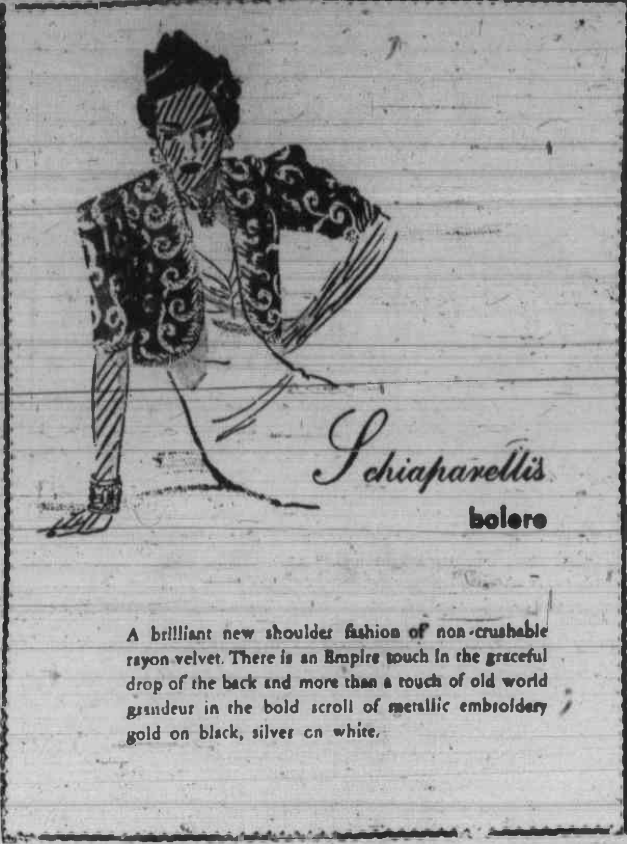 Schiaparellis
bolero
A brilliant new shoulder fashion of non-crushable
rayon velvet. There is an Empire touch in the graceful
drop of the back and more than a touch of old world
grandeur in the bold scroll of metallic embroidery
gold on black, silver on white.